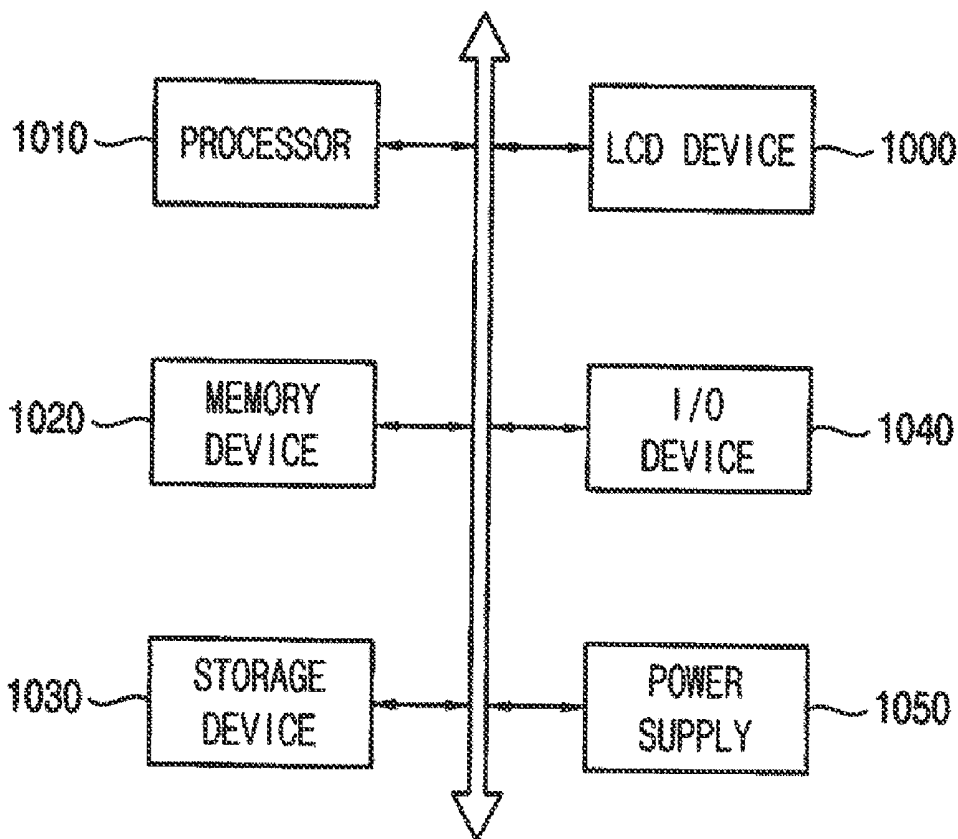 1010
PROCESSOR
LCD DEVICE
1000
1020
MEMORY
DEVICE
I/O
DEVICE
1040
1030
STORAGE
DEVICE
POWER
SUPPLY
1050